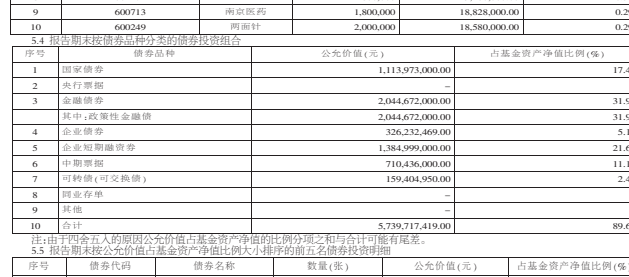 9 600713 南京医药 1,800,000 18,828,000.00 0.29
10 600249 两面针 2,000,000 18,580,000.00 0.29
5.4 报告期末按债券品种分类的债券投资组合
序号 债券品种 公允价值(元) 占基金资产净值比例(%)
1 国家债券 1,113,973,000.00 17.4
2 央行票据 –
3 金融债券 2,044,672,000.00 31.9
其中:政策性金融债 2,044,672,000.00 31.9
4 企业债券 326,232,469.00 5.1
5 企业短期融资券 1,384,999,000.00 21.6
6 中期票据 710,436,000.00 11.1
7 可转债(可交换债) 159,404,950.00 2.4
8 同业存单 –
9 其他 –
10 合计 5,739,717,419.00 89.6
注:由于四舍五入的原因公允价值占基金资产净值的比例分项之和与合计可能有尾差。
5.5 报告期末按公允价值占基金资产净值比例大小排序的前五名债券投资明细
序号 债券代码 债券名称 数量(张) 公允价值(元) 占基金资产净值比例(%